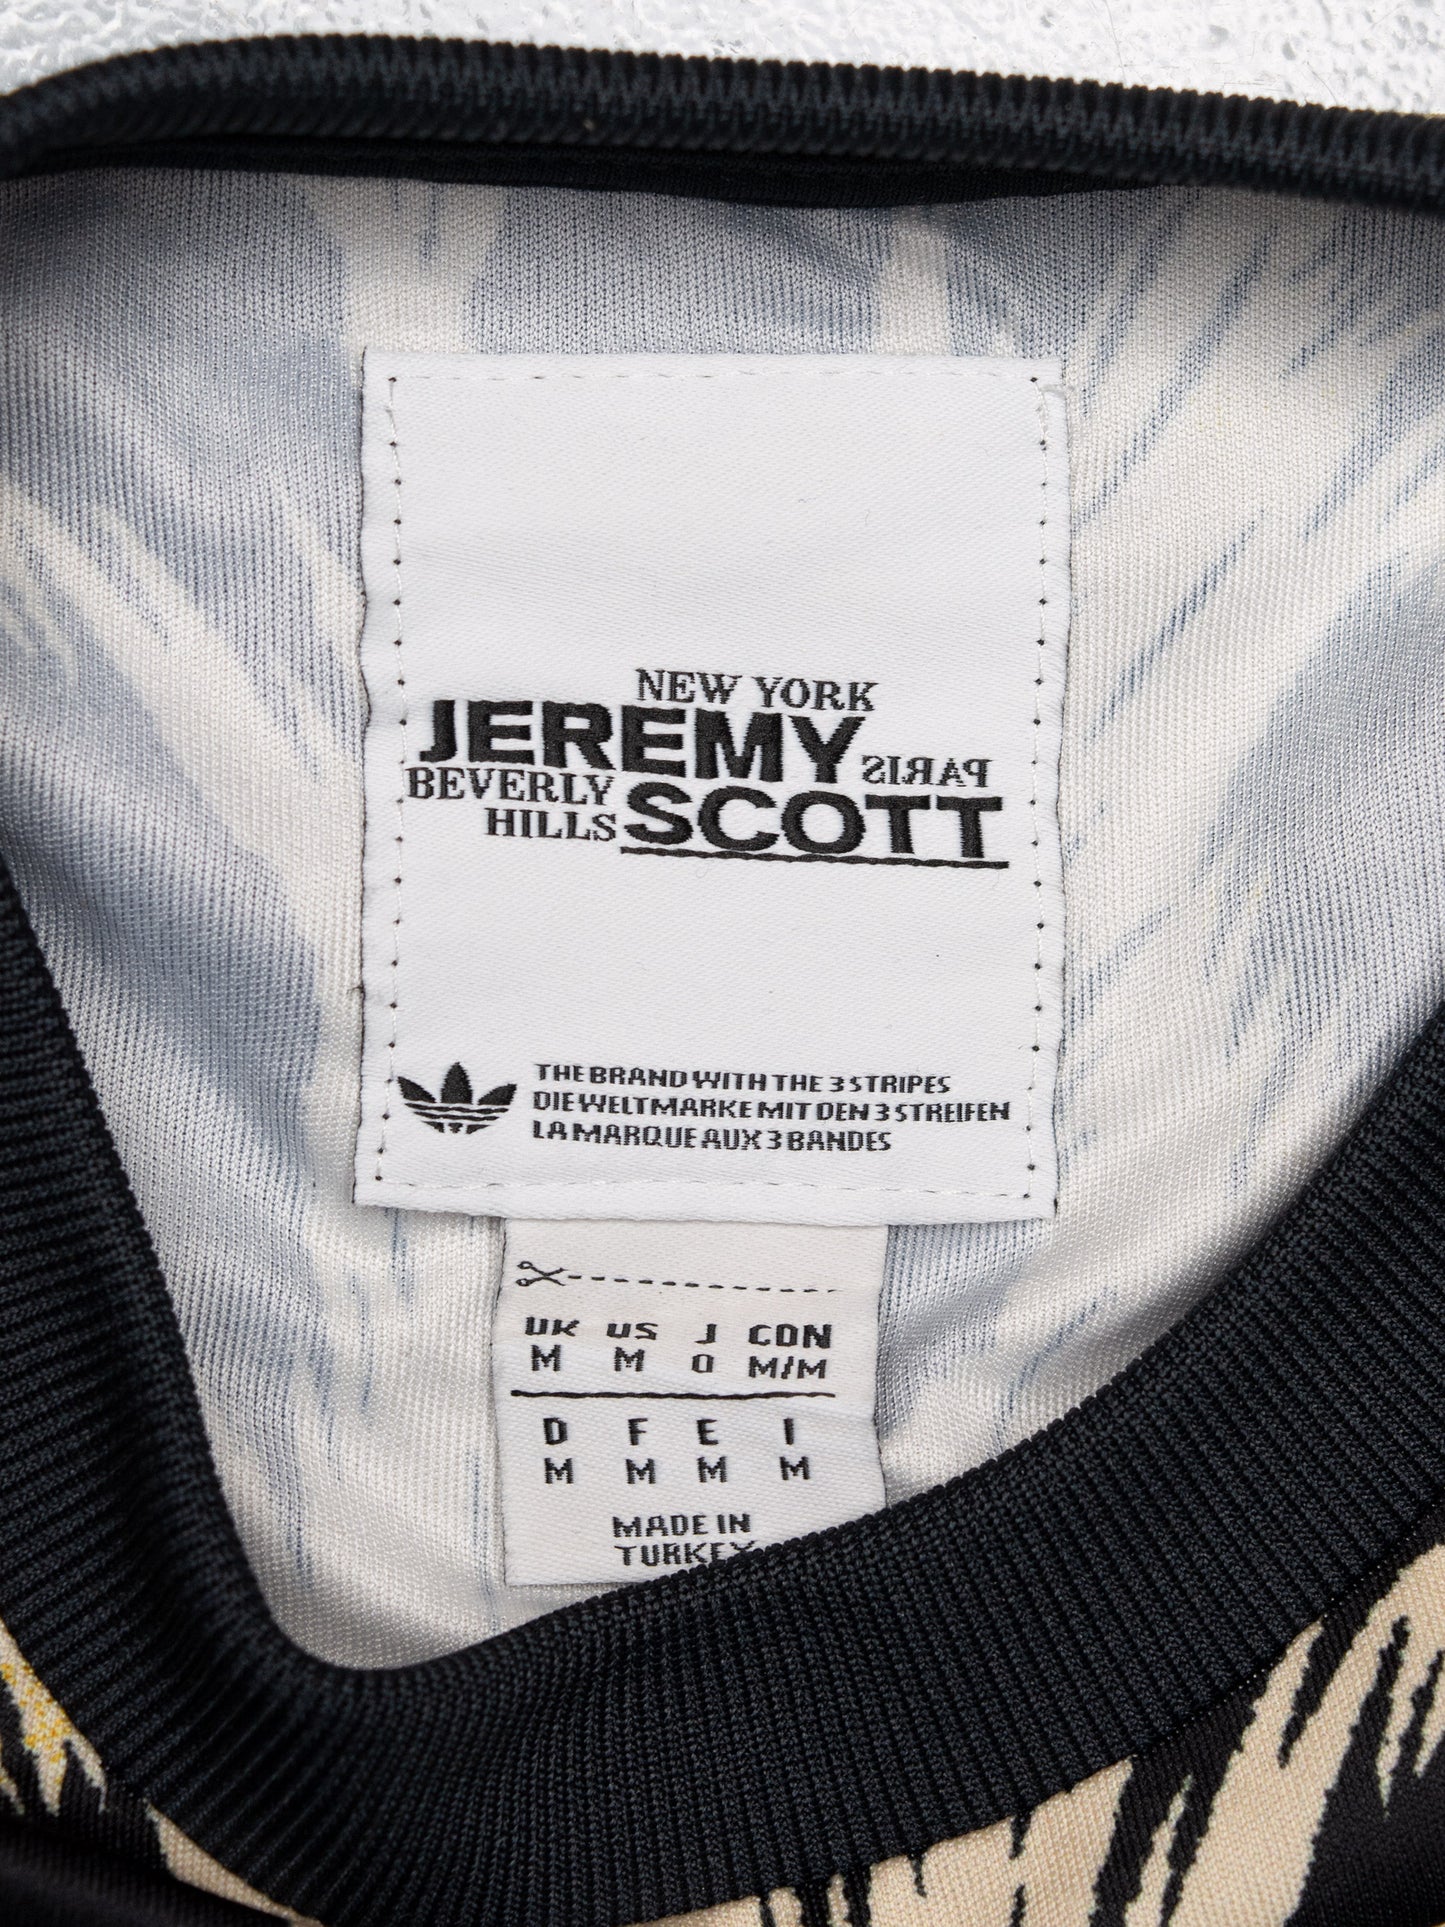 NEW YORK
JEREMY PARIS
BEVERLY
HILLS SCOTT
THE BRAND WITH THE 3 STRIPES
DIE WELTMARKE MIT DEN 3 STREIFEN
LA MARQUE AUX 3 BANDES
UK US J CDN
M M O M/M
D F E I
M M M M
MADE IN
TURKEY